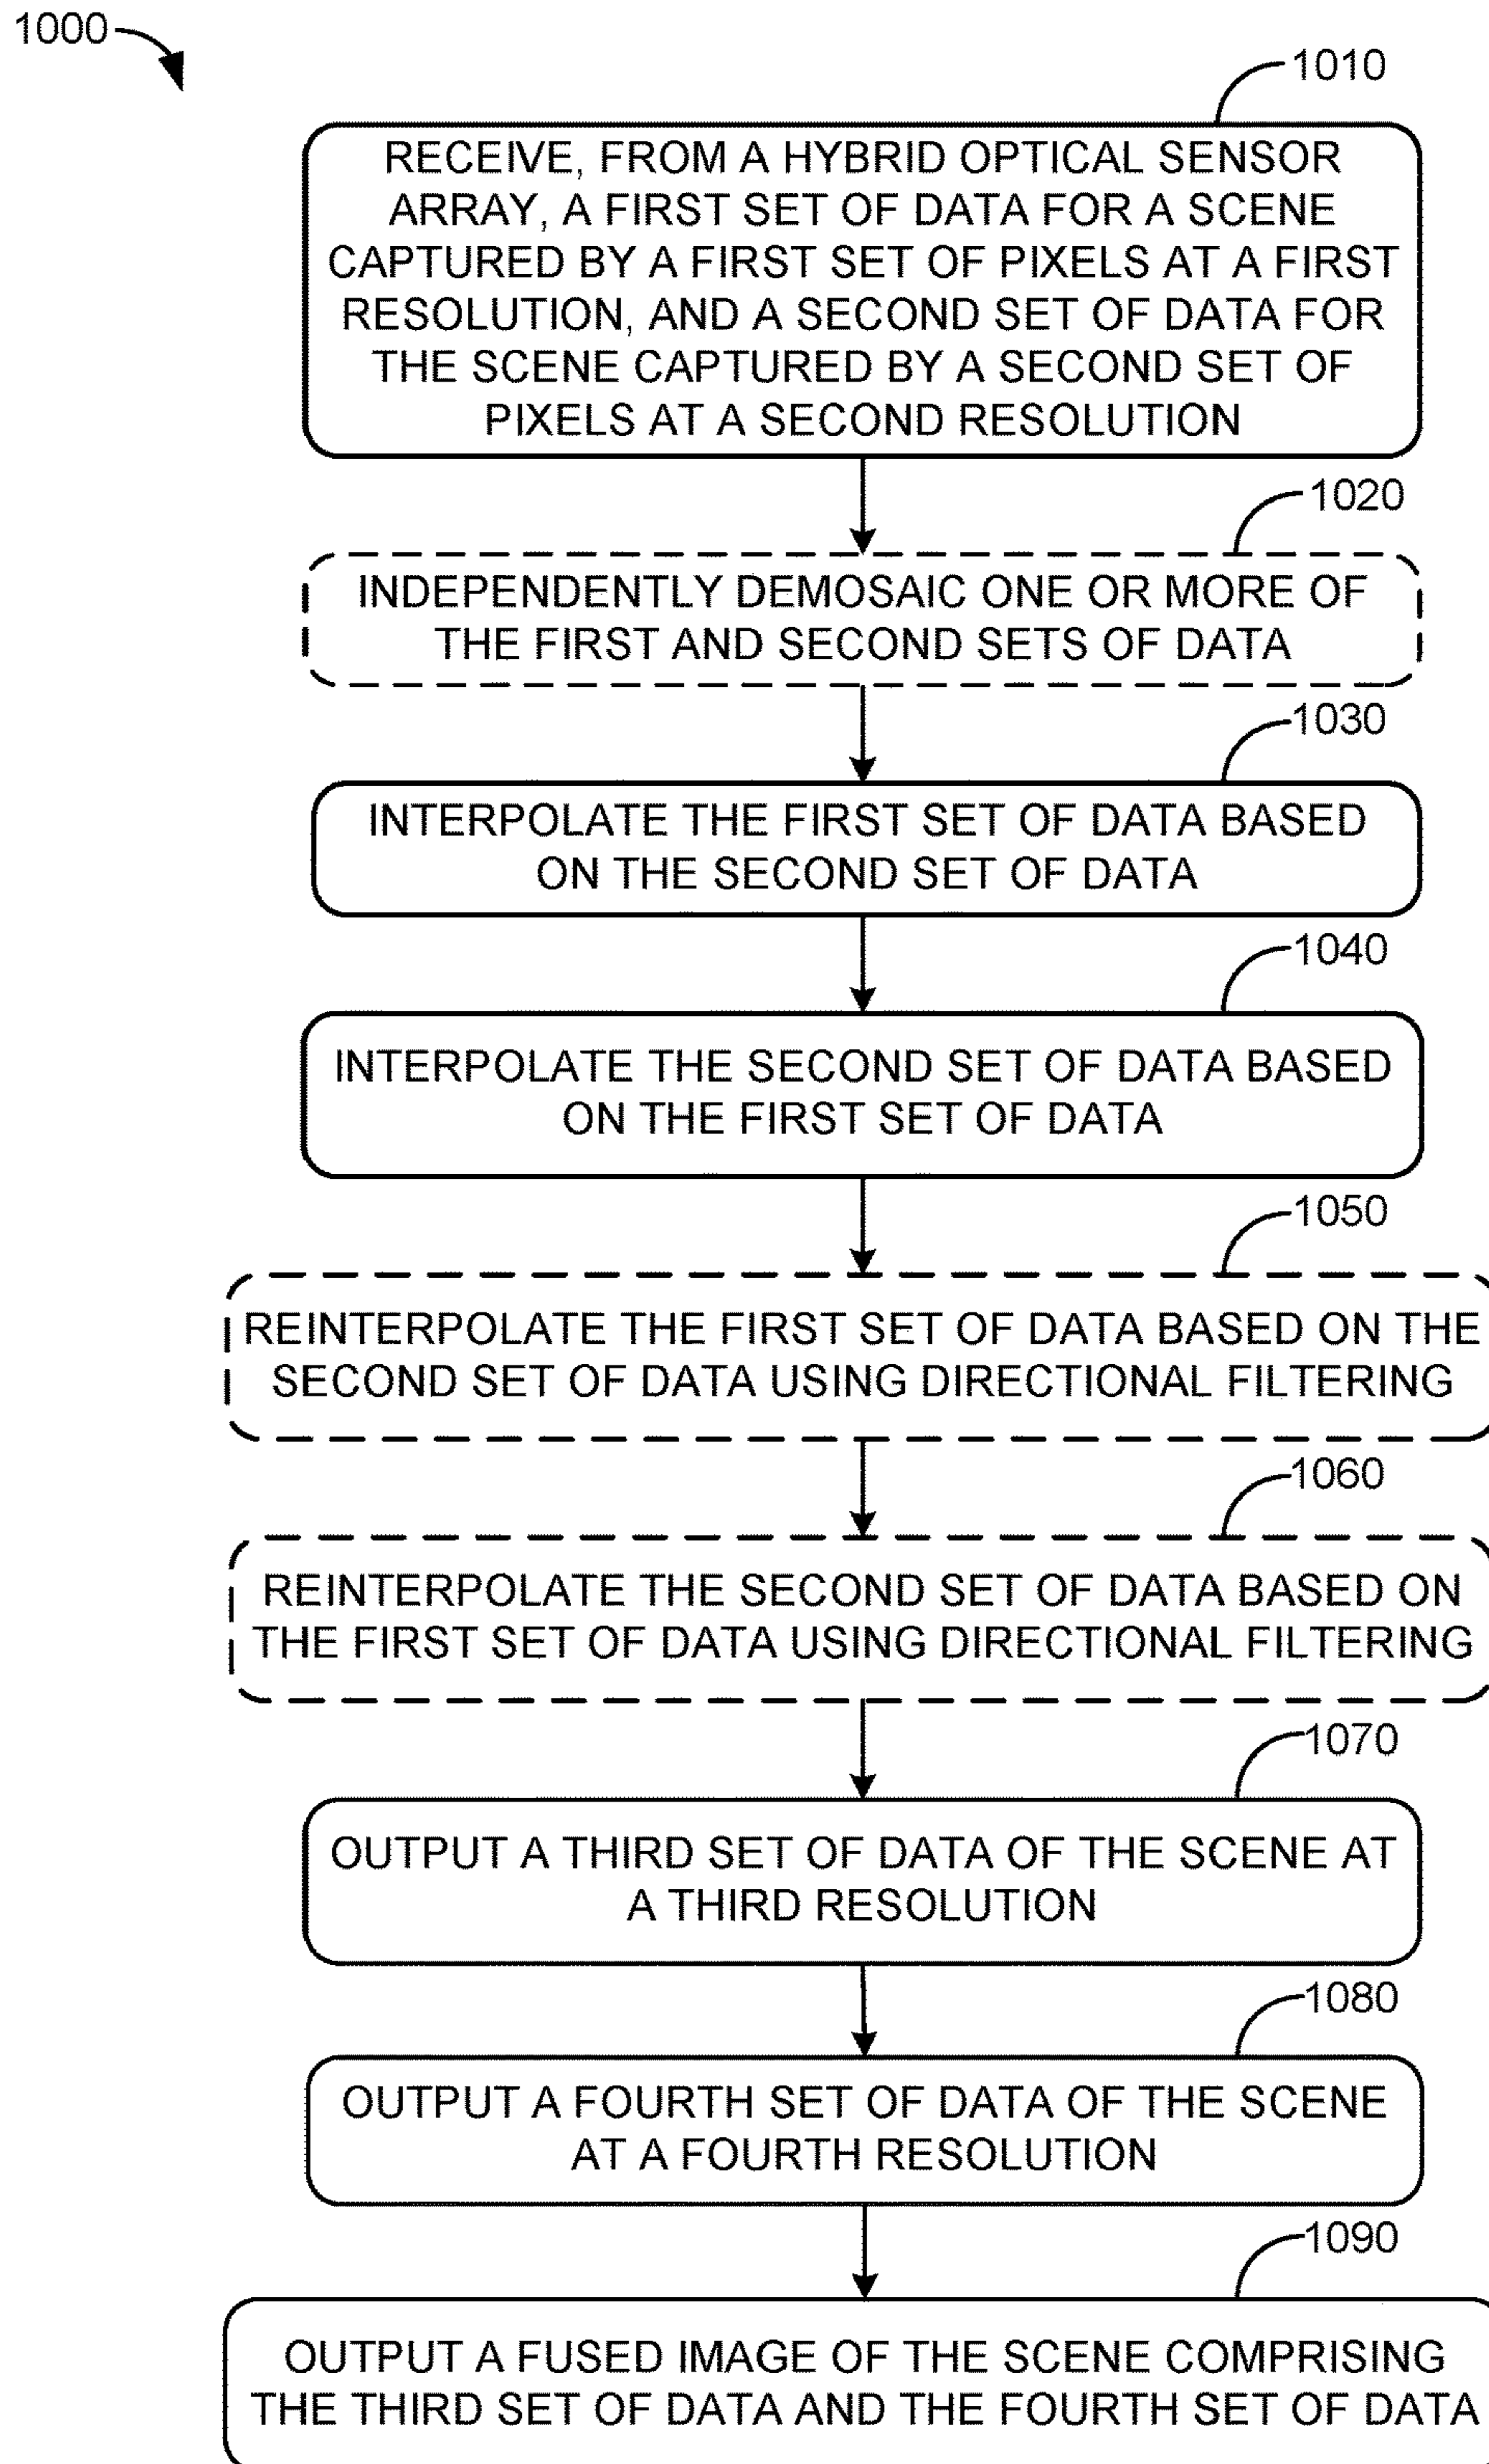 1000
1010
RECEIVE, FROM A HYBRID OPTICAL SENSOR
ARRAY, A FIRST SET OF DATA FOR A SCENE
CAPTURED BY A FIRST SET OF PIXELS AT A FIRST
RESOLUTION, AND A SECOND SET OF DATA FOR
THE SCENE CAPTURED BY A SECOND SET OF
PIXELS AT A SECOND RESOLUTION
1020
INDEPENDENTLY DEMOSAIC ONE OR MORE OF
THE FIRST AND SECOND SETS OF DATA
1030
INTERPOLATE THE FIRST SET OF DATA BASED
ON THE SECOND SET OF DATA
1040
INTERPOLATE THE SECOND SET OF DATA BASED
ON THE FIRST SET OF DATA
1050
REINTERPOLATE THE FIRST SET OF DATA BASED ON THE
SECOND SET OF DATA USING DIRECTIONAL FILTERING
1060
REINTERPOLATE THE SECOND SET OF DATA BASED ON
THE FIRST SET OF DATA USING DIRECTIONAL FILTERING
1070
OUTPUT A THIRD SET OF DATA OF THE SCENE AT
A THIRD RESOLUTION
1080
OUTPUT A FOURTH SET OF DATA OF THE SCENE
AT A FOURTH RESOLUTION
1090
OUTPUT A FUSED IMAGE OF THE SCENE COMPRISING
THE THIRD SET OF DATA AND THE FOURTH SET OF DATA